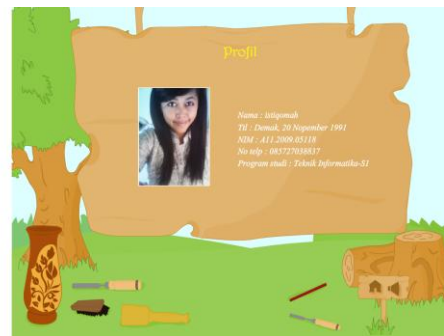 Profil
Nama : istiqomah
Ttl : Demak, 20 Nopember 1991
NIM : A11.2009.05118
No telp : 085727038837
Program studi : Teknik Informatika-S1